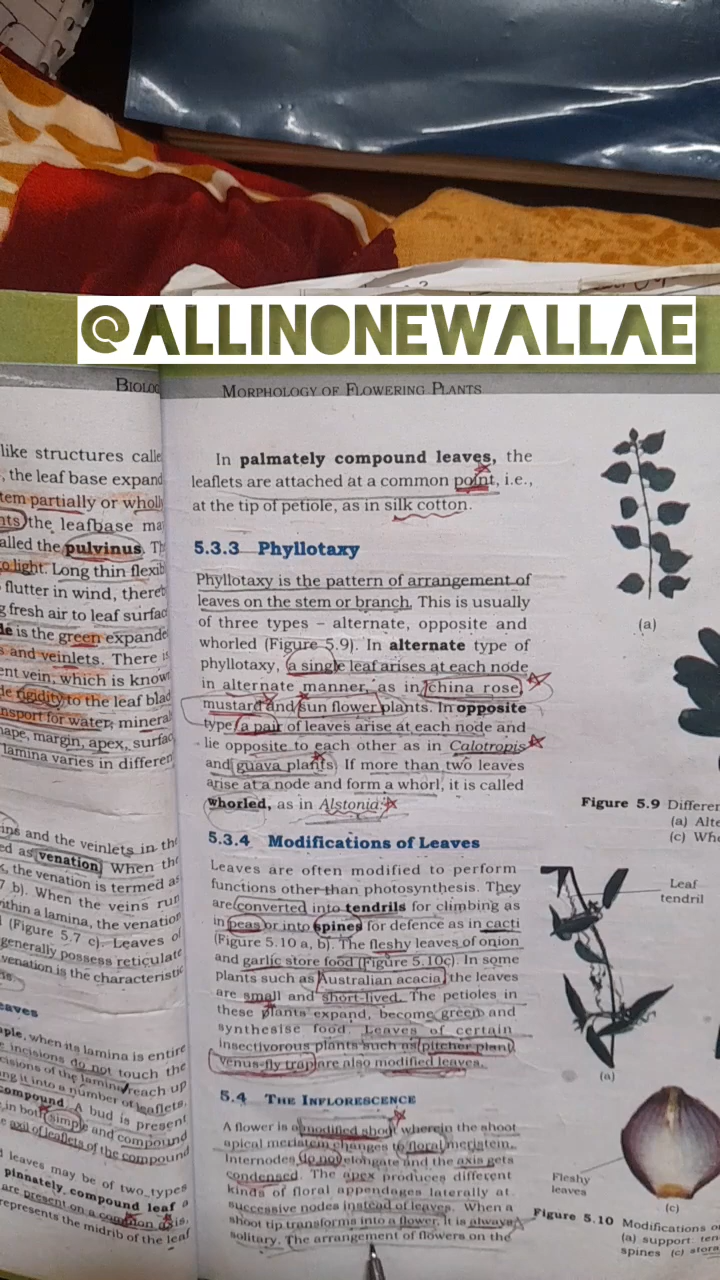 @ALLINONEWALLAE
BIOLOG
like structures calle
, the leaf base expand
tem partially or wholl
nts) the leafbase ma
alled the pulvinus. Th
o light. Long thin flexib
flutter in wind, thereb
g fresh air to leaf surfac
de is the green expande
s and veinlets. There i
ent vein, which is know
de rigidity to the leaf blad
nsport for water, mineral
hape, margin, apex, surfac
lamina varies in differen
ins and the veinlets in the
ed as venation. When the
k, the venation is termed as
7 b). When the veins run
ithin a lamina, the venation
(Figure 5.7 c). Leaves of
generally possess reticulate
venation is the characteristic
eaves
ple, when its lamina is entire
e incisions do not touch the
cisions of the lamina reach up
ng it into a number of leaflets,
compound. A bud is present
e in both simple and compound
e axil of leaflets of the compound
d leaves may be of two types
pinnately compound leaf a
are present on a common axis,
represents the midrib of the leaf
MORPHOLOGY OF FLOWERING PLANTS
In palmately compound leaves, the
leaflets are attached at a common point, i.e.,
at the tip of petiole, as in silk cotton.
5.3.3 Phyllotaxy
Phyllotaxy is the pattern of arrangement of
leaves on the stem or branch. This is usually
of three types – alternate, opposite and
whorled (Figure 5.9). In alternate type of
phyllotaxy, a single leaf arises at each node
in alternate manner, as in china rose,
mustard and sun flower plants. In opposite
type a pair of leaves arise at each node and
lie opposite to each other as in Calotropis
and guava plants. If more than two leaves
arise at a node and form a whorl, it is called
whorled, as in Alstonia.
5.3.4 Modifications of Leaves
Leaves are often modified to perform
functions other than photosynthesis. They
are converted into tendrils for climbing as
in peas or into spines for defence as in cacti
(Figure 5.10 a, b). The fleshy leaves of onion
and garlic store food (Figure 5.10c). In some
plants such as Australian acacia, the leaves
are small and short-lived. The petioles in
these plants expand, become green and
synthesise food. Leaves of certain
insectivorous plants such as pitcher plant,
venus-fly trap are also modified leaves.
5.4 THE INFLORESCENCE
A flower is a modified shoot wherein the shoot
apical meristem changes to floral meristem.
Internodes do not elongate and the axis gets
condensed. The apex produces different
kinds of floral appendages laterally at
successive nodes instead of leaves. When a
shoot tip transforms into a flower, it is always
solitary. The arrangement of flowers on the
(a)
Figure 5.9 Differen
(a) Alte
(c) Who
Leaf
tendril
(a)
Fleshy
leaves
(c)
Figure 5.10 Modifications o
(a) support: ten
spines (c) stora